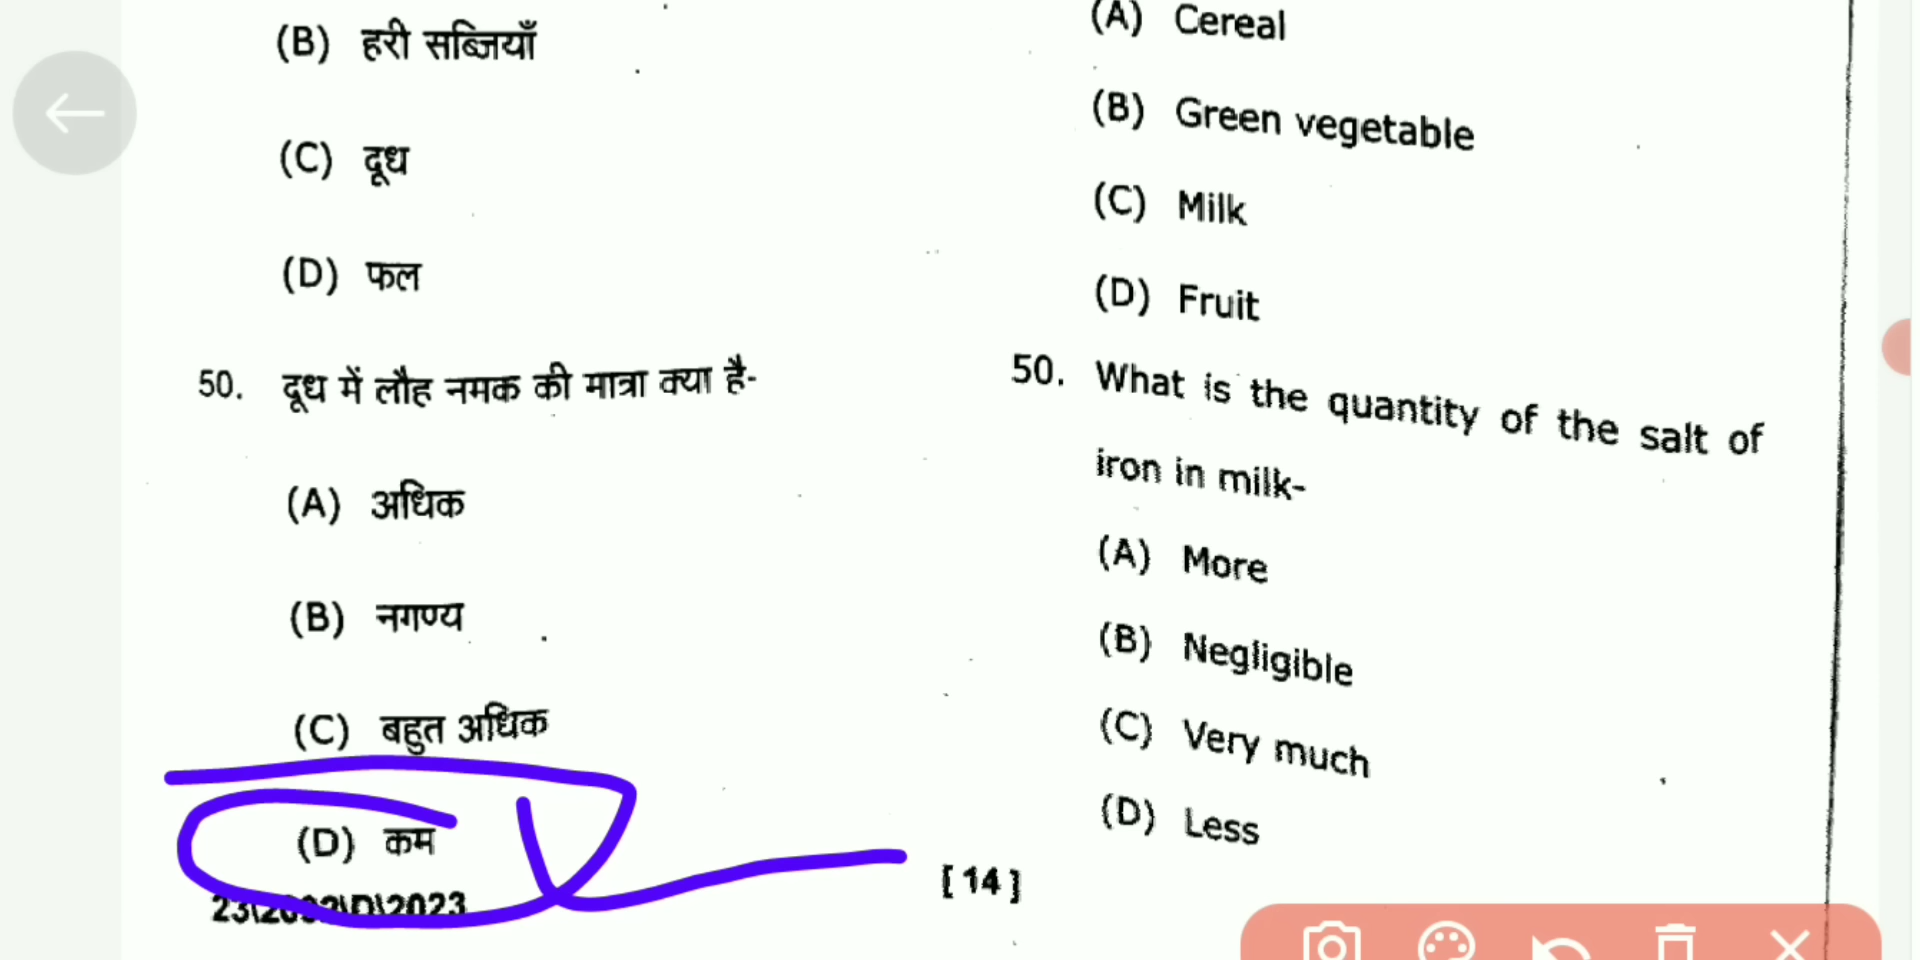 (B) हरी सब्जियाँ
(C) दूध
(D) फल
50. दूध में लौह नमक की मात्रा क्या है-
(A) अधिक
(B) नगण्य
(C) बहुत अधिक
(D) कम
(A) Cereal
(B) Green vegetable
(C) Milk
(D) Fruit
50. What is the quantity of the salt of
iron in milk-
(A) More
(B) Negligible
(C) Very much
(D) Less
[ 14 ]